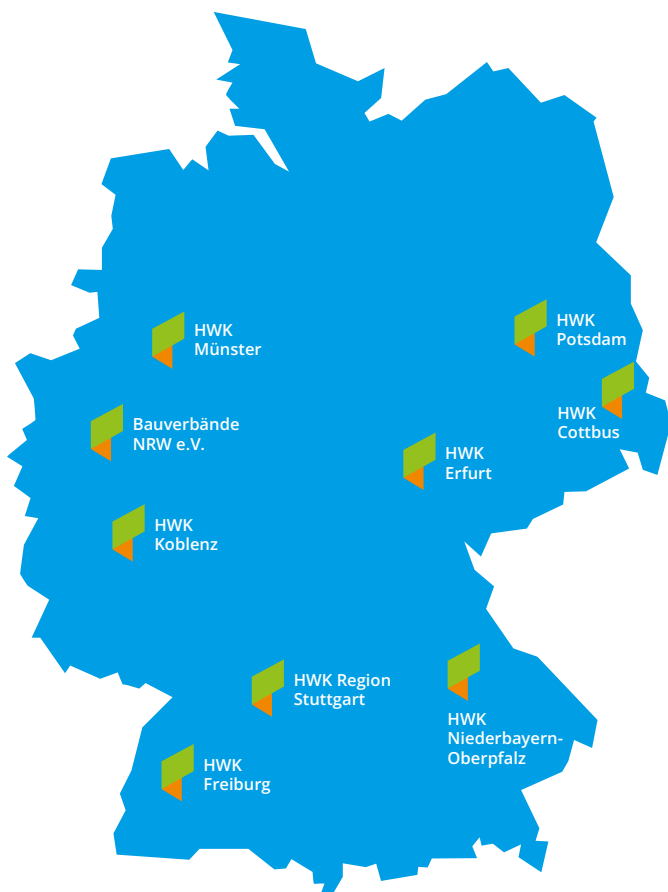 HWK
Münster
HWK
Potsdam
HWK
Cottbus
Bauverbände
NRW e.V.
HWK
Erfurt
HWK
Koblenz
HWK Region
Stuttgart
HWK
Niederbayern-
Oberpfalz
HWK
Freiburg